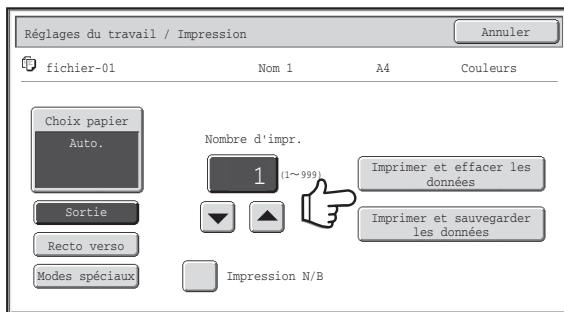 Réglages du travail / Impression
Annuler
fichier-01 Nom 1 A4 Couleurs
Choix papier
Auto.
Nombre d'impr.
1 (1~999)
Imprimer et effacer les
données
Sortie
Imprimer et sauvegarder
les données
Recto verso
Modes spéciaux
Impression N/B